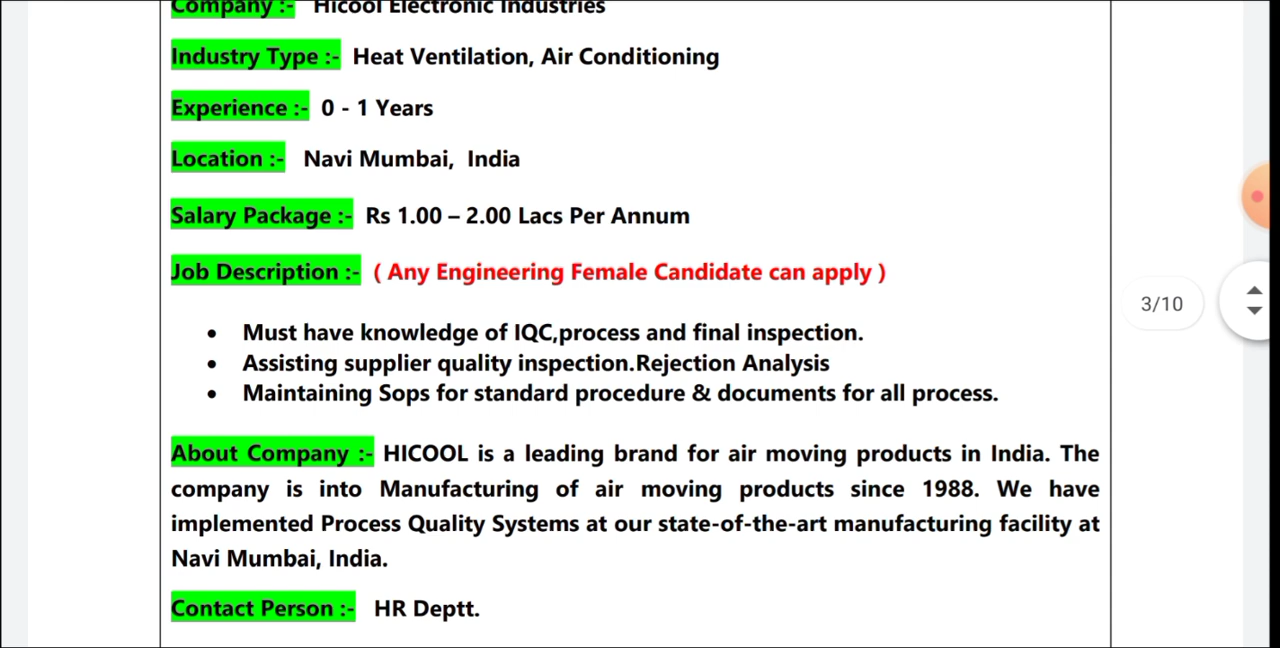 Company :- Hicool Electronic Industries
Industry Type :- Heat Ventilation, Air Conditioning
Experience :- 0 - 1 Years
Location :- Navi Mumbai, India
Salary Package :- Rs 1.00 – 2.00 Lacs Per Annum
Job Description :- ( Any Engineering Female Candidate can apply )
3/10
• Must have knowledge of IQC,process and final inspection.
• Assisting supplier quality inspection.Rejection Analysis
• Maintaining Sops for standard procedure & documents for all process.
About Company :- HICOOL is a leading brand for air moving products in India. The
company is into Manufacturing of air moving products since 1988. We have
implemented Process Quality Systems at our state-of-the-art manufacturing facility at
Navi Mumbai, India.
Contact Person :- HR Deptt.